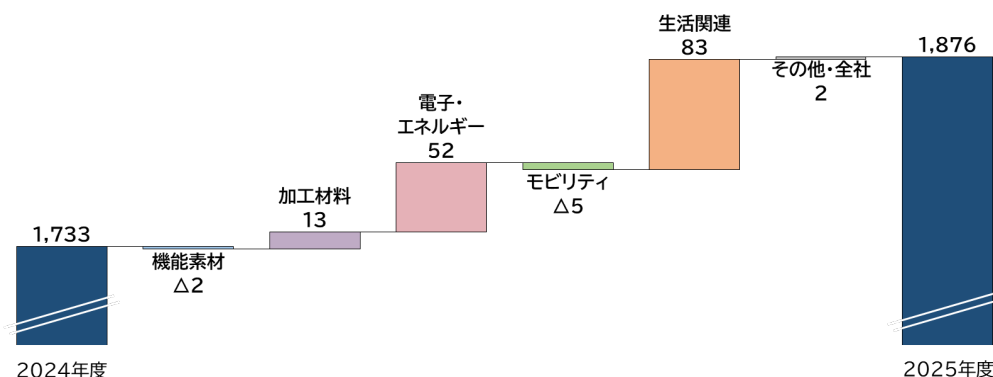 生活関連
83
1,876
その他・全社
2
電子・
エネルギー
52
モビリティ
△5
加工材料
13
1,733
機能素材
△2
2024年度
2025年度